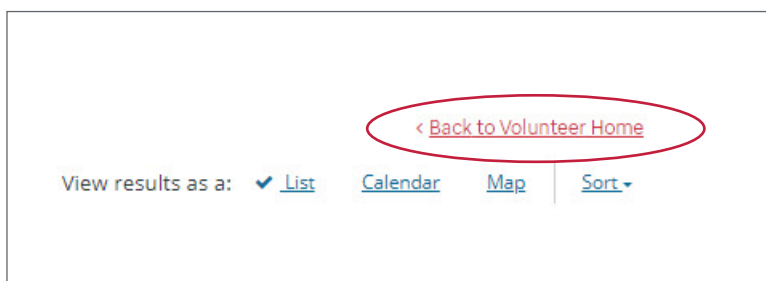 < Back to Volunteer Home
View results as a: ✔ List Calendar Map Sort ▾